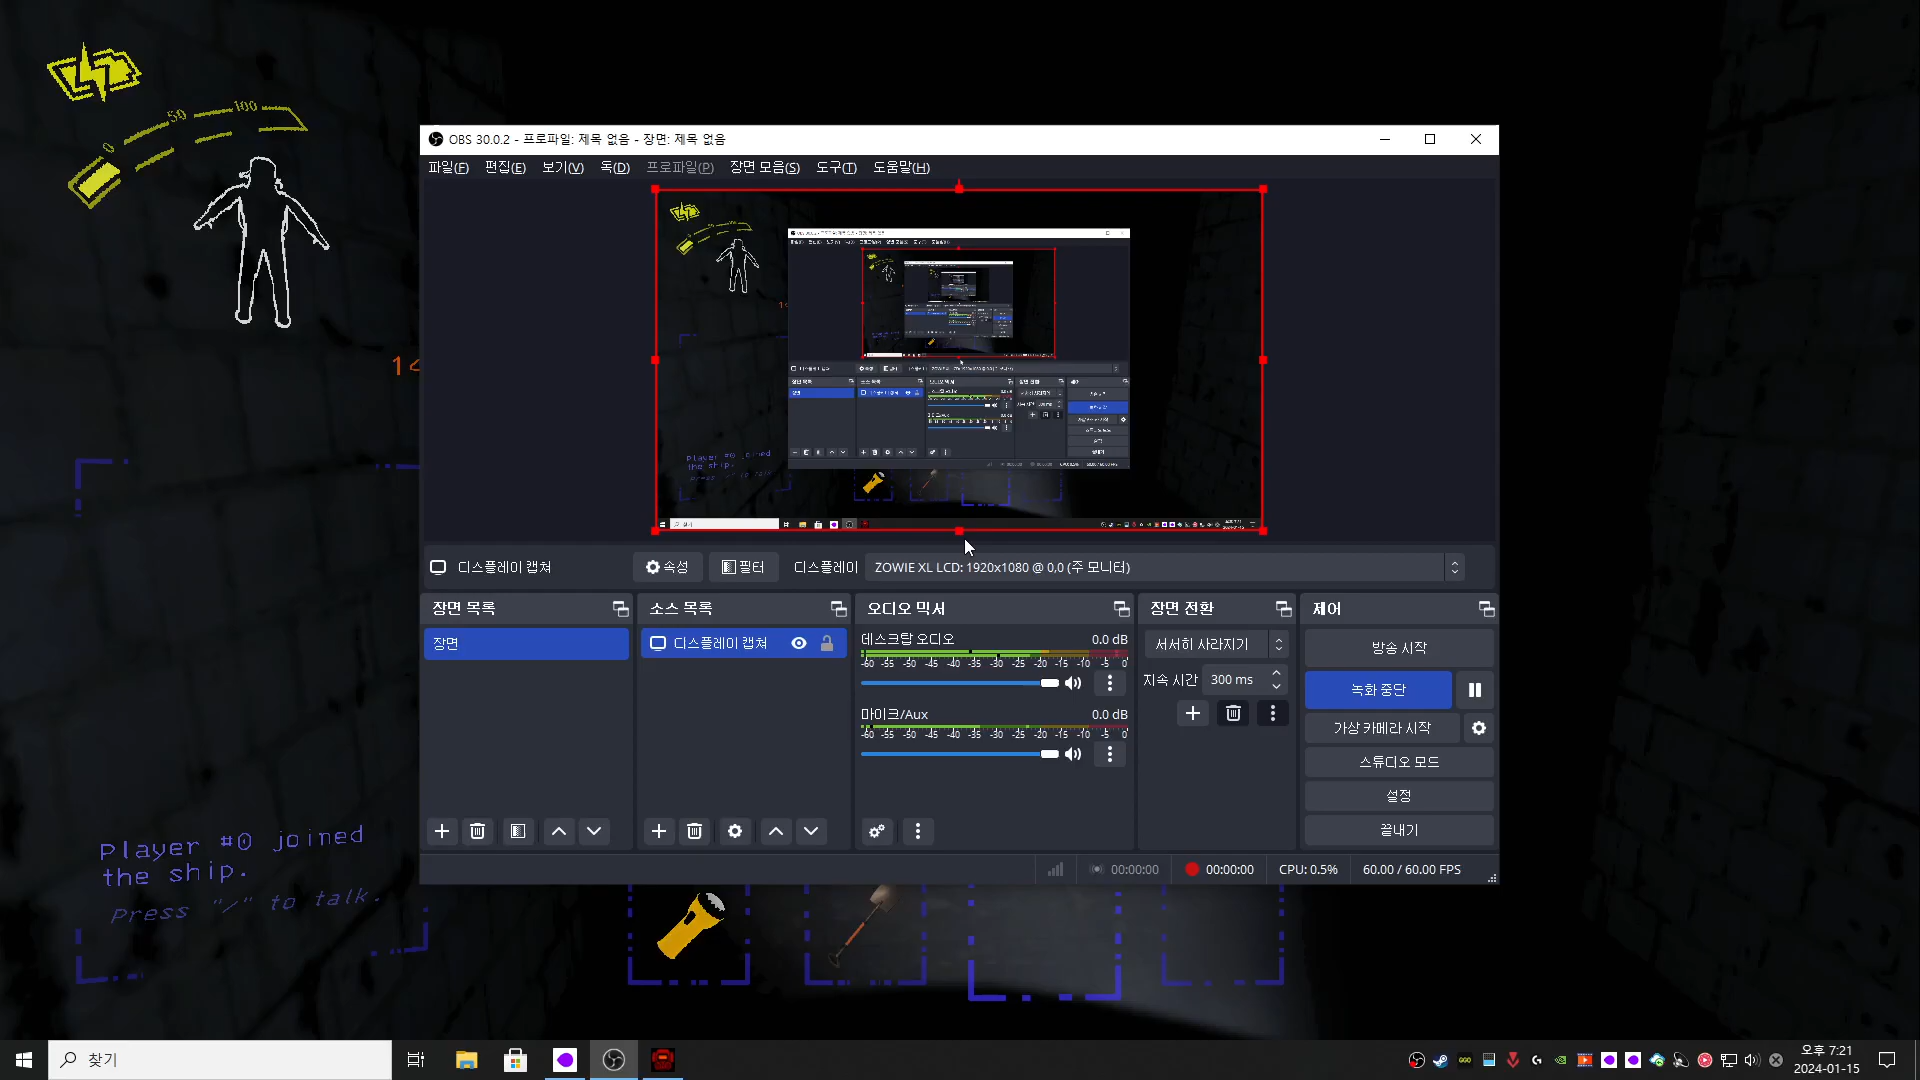 0 50 100
14
OBS 30.0.2 - 프로파일: 제목 없음 - 장면: 제목 없음
파일(F) 편집(E) 보기(V) 독(D) 프로파일(P) 장면 모음(S) 도구(T) 도움말(H)
디스플레이 캡쳐 속성 필터 디스플레이 ZOWIE XL LCD: 1920x1080 @ 0,0 (주 모니터)
장면 목록 소스 목록 오디오 믹서 장면 전환 제어
장면
디스플레이 캡쳐
데스크탑 오디오 0.0 dB
-60 -55 -50 -45 -40 -35 -30 -25 -20 -15 -10 -5 0
마이크/Aux 0.0 dB
-60 -55 -50 -45 -40 -35 -30 -25 -20 -15 -10 -5 0
서서히 사라지기
지속 시간 300 ms
방송 시작
녹화 중단
가상 카메라 시작
스튜디오 모드
설정
끝내기
00:00:00 00:00:00 CPU: 0.5% 60.00 / 60.00 FPS
Player #0 joined
the ship.
Press "/" to talk.
찾기
오후 7:21
2024-01-15